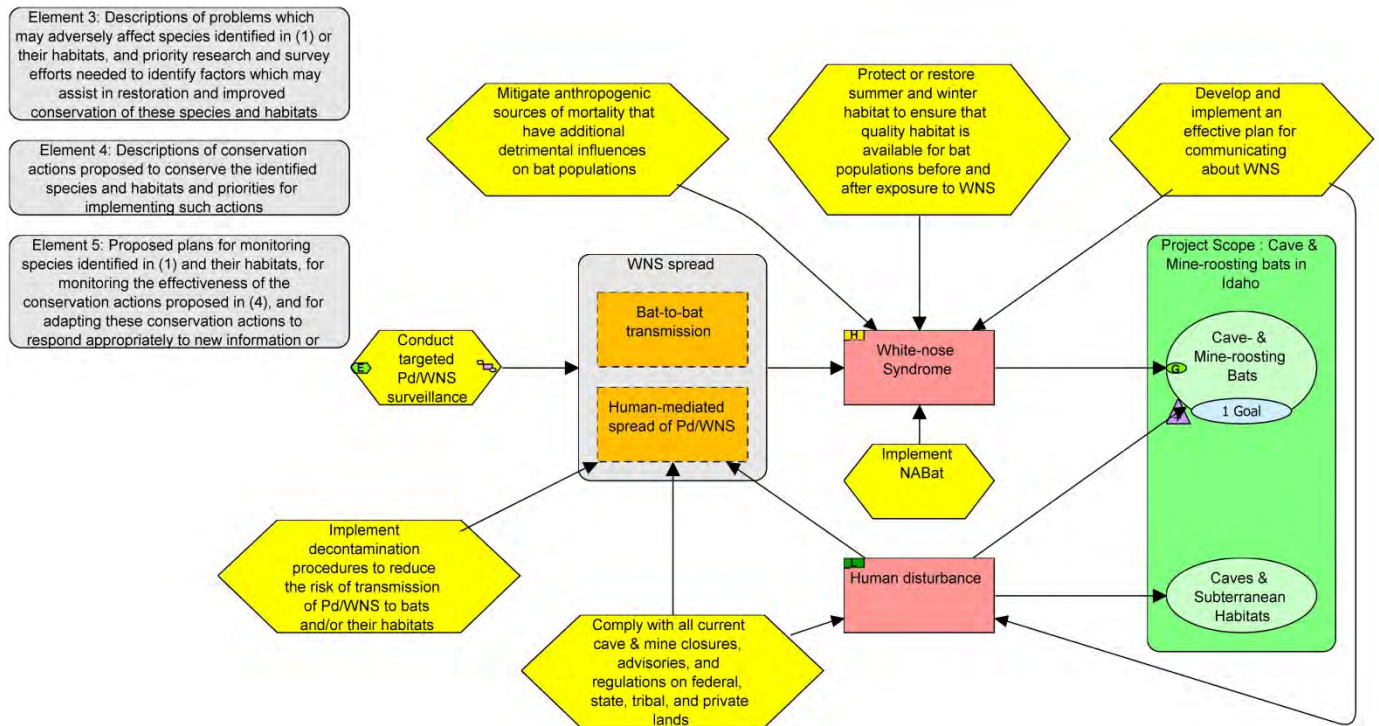 Element 3: Descriptions of problems which
may adversely affect species identified in (1) or
their habitats, and priority research and survey
efforts needed to identify factors which may
assist in restoration and improved
conservation of these species and habitats
Element 4: Descriptions of conservation
actions proposed to conserve the identified
species and habitats and priorities for
implementing such actions
Element 5: Proposed plans for monitoring
species identified in (1) and their habitats, for
monitoring the effectiveness of the
conservation actions proposed in (4), and for
adapting these conservation actions to
respond appropriately to new information or
Mitigate anthropogenic
sources of mortality that
have additional
detrimental influences
on bat populations
Protect or restore
summer and winter
habitat to ensure that
quality habitat is
available for bat
populations before and
after exposure to WNS
Develop and
implement an
effective plan for
communicating
about WNS
E
Conduct
targeted
Pd/WNS
surveillance
WNS spread
Bat-to-bat
transmission
Human-mediated
spread of Pd/WNS
H
White-nose
Syndrome
Project Scope : Cave &
Mine-roosting bats in
Idaho
Cave- &
Mine-roosting
Bats
G
1 Goal
Implement
NABat
Implement
decontamination
procedures to reduce
the risk of transmission
of Pd/WNS to bats
and/or their habitats
Comply with all current
cave & mine closures,
advisories, and
regulations on federal,
state, tribal, and private
lands
L
Human disturbance
Caves &
Subterranean
Habitats